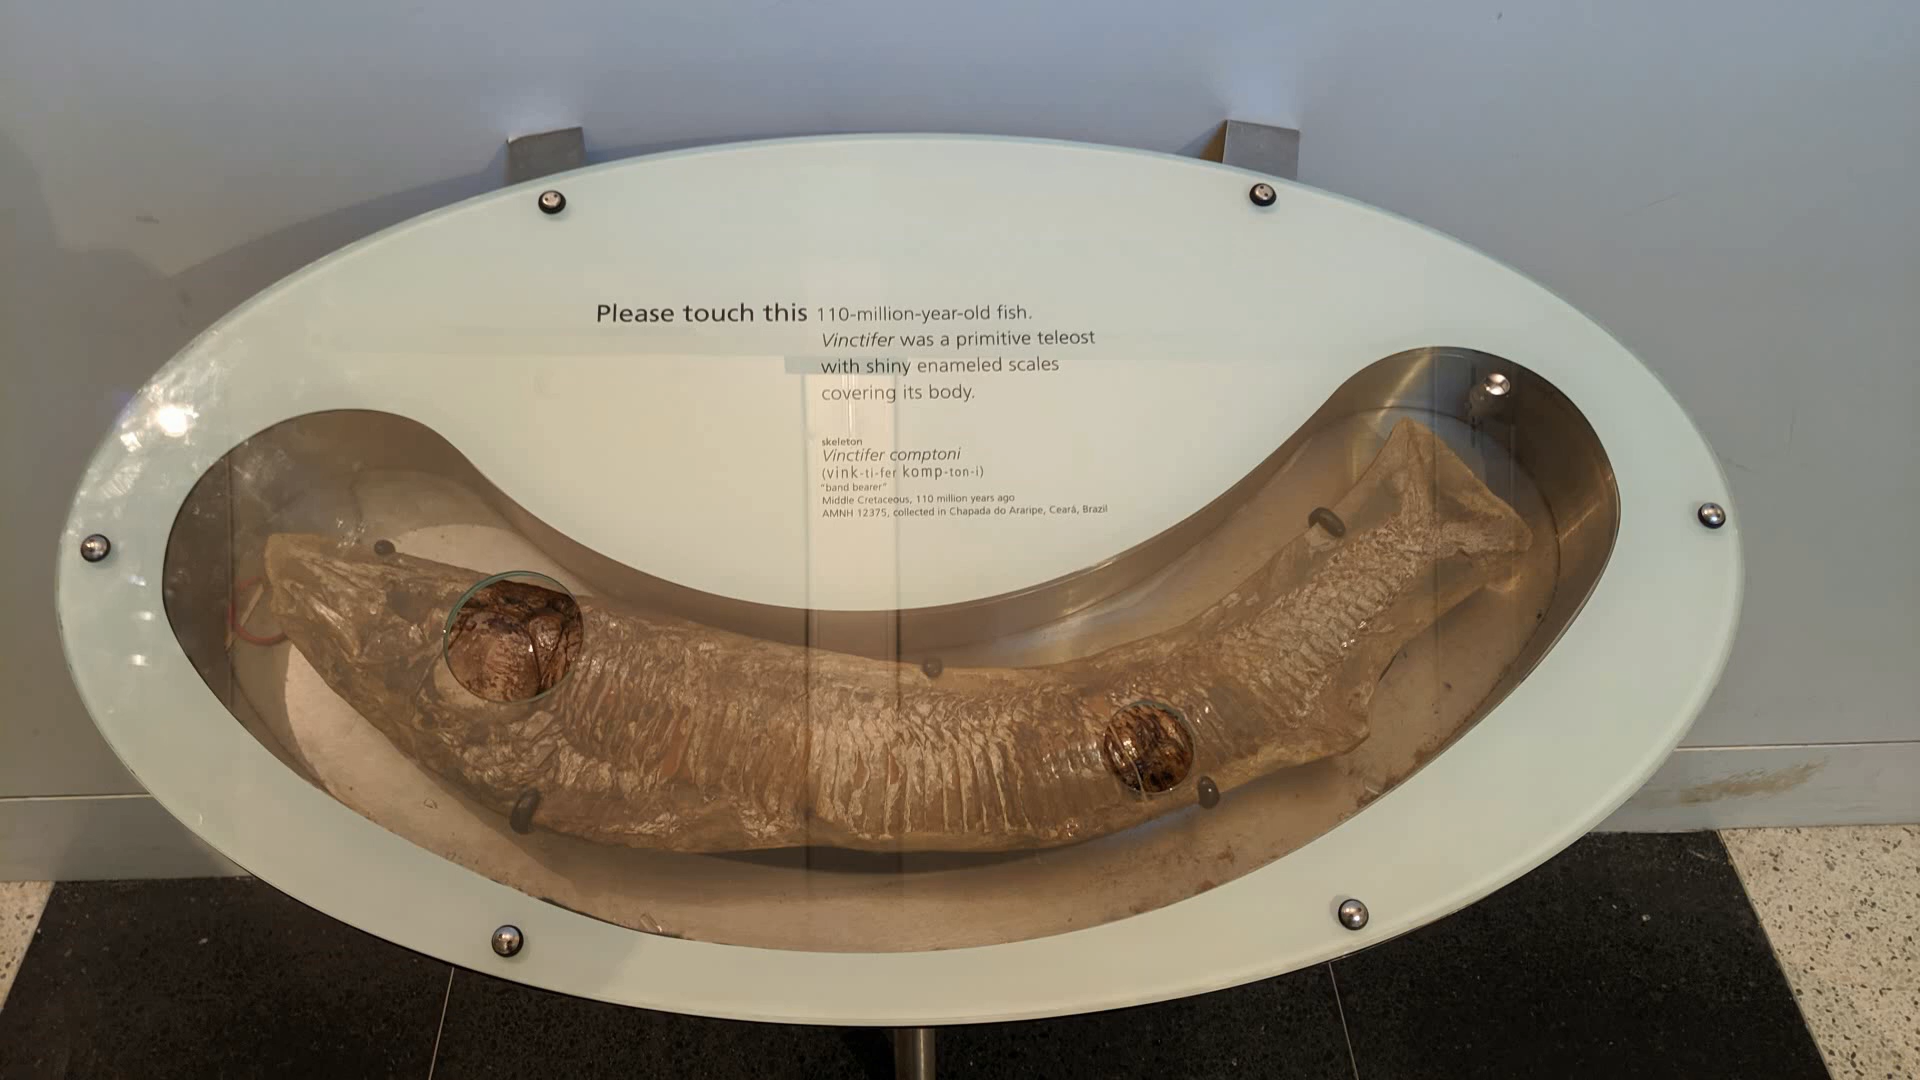 Please touch this 110-million-year-old fish.
Vinctifer was a primitive teleost
with shiny enameled scales
covering its body.
skeleton
Vinctifer comptoni
(vink-ti-fer komp-ton-i)
"band bearer"
Middle Cretaceous, 110 million years ago
AMNH 12375, collected in Chapada do Araripe, Ceará, Brazil